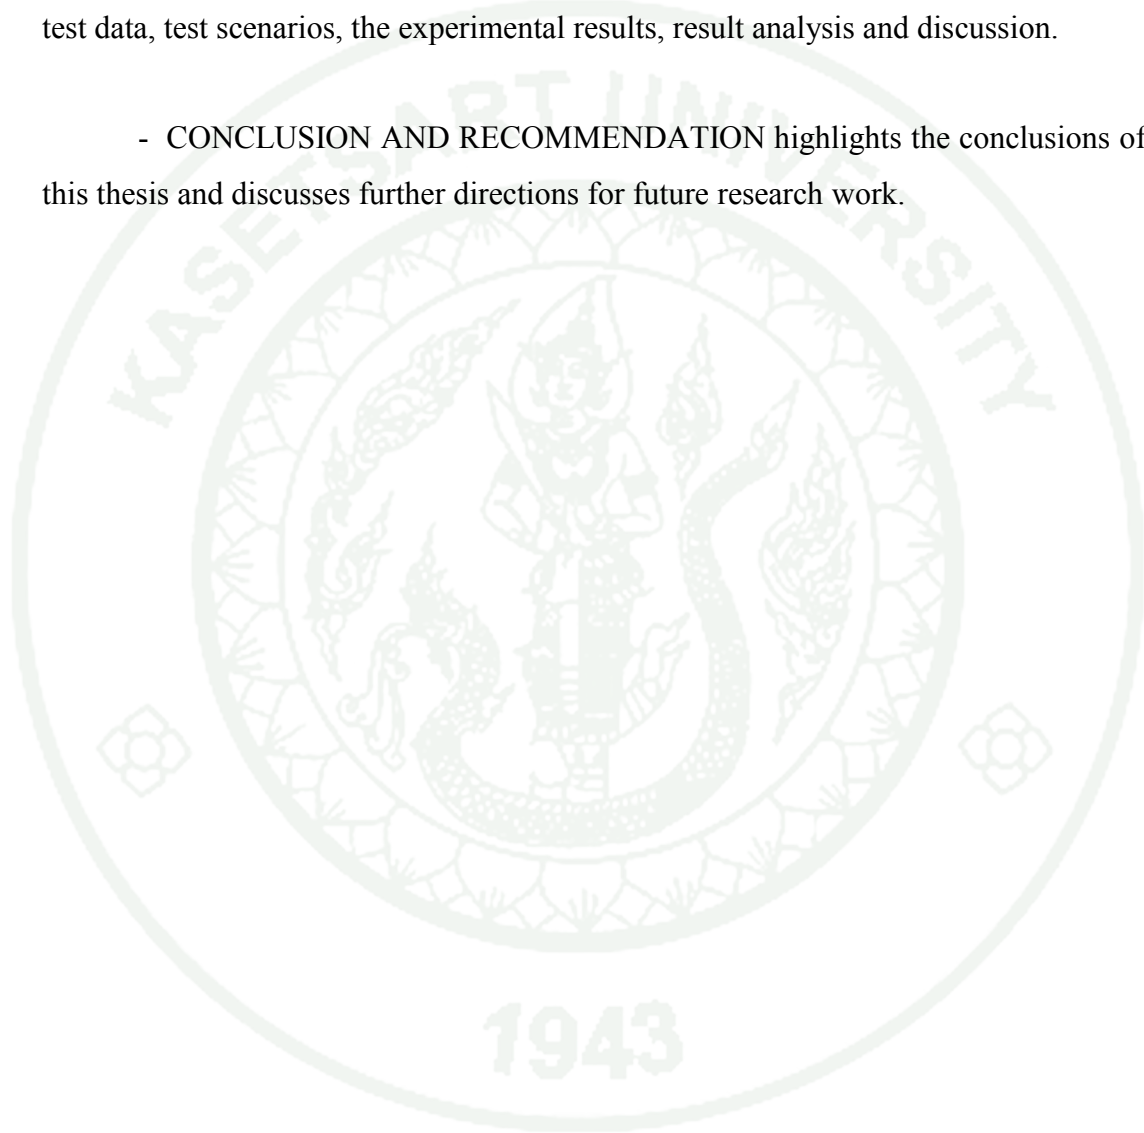 test data, test scenarios, the experimental results, result analysis and discussion.
- CONCLUSION AND RECOMMENDATION highlights the conclusions of
this thesis and discusses further directions for future research work.
KASETSART UNIVERSITY
1943